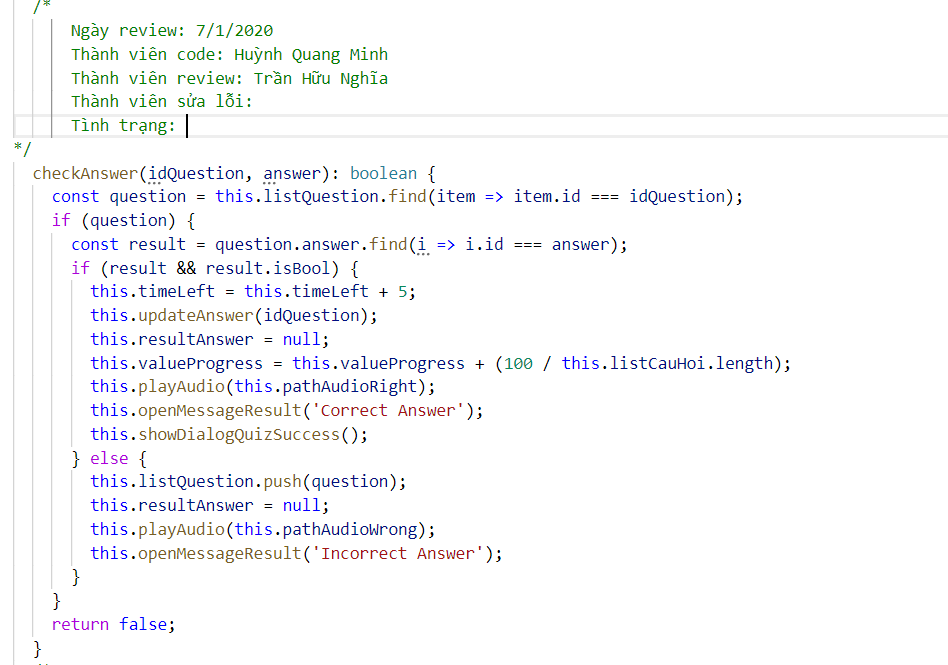 /*
Ngày review: 7/1/2020
Thành viên code: Huỳnh Quang Minh
Thành viên review: Trần Hữu Nghĩa
Thành viên sửa lỗi:
Tình trạng:
*/
checkAnswer(idQuestion, answer): boolean {
const question = this.listQuestion.find(item => item.id === idQuestion);
if (question) {
const result = question.answer.find(i => i.id === answer);
if (result && result.isBool) {
this.timeLeft = this.timeLeft + 5;
this.updateAnswer(idQuestion);
this.resultAnswer = null;
this.valueProgress = this.valueProgress + (100 / this.listCauHoi.length);
this.playAudio(this.pathAudioRight);
this.openMessageResult('Correct Answer');
this.showDialogQuizSuccess();
} else {
this.listQuestion.push(question);
this.resultAnswer = null;
this.playAudio(this.pathAudioWrong);
this.openMessageResult('Incorrect Answer');
}
}
return false;
}